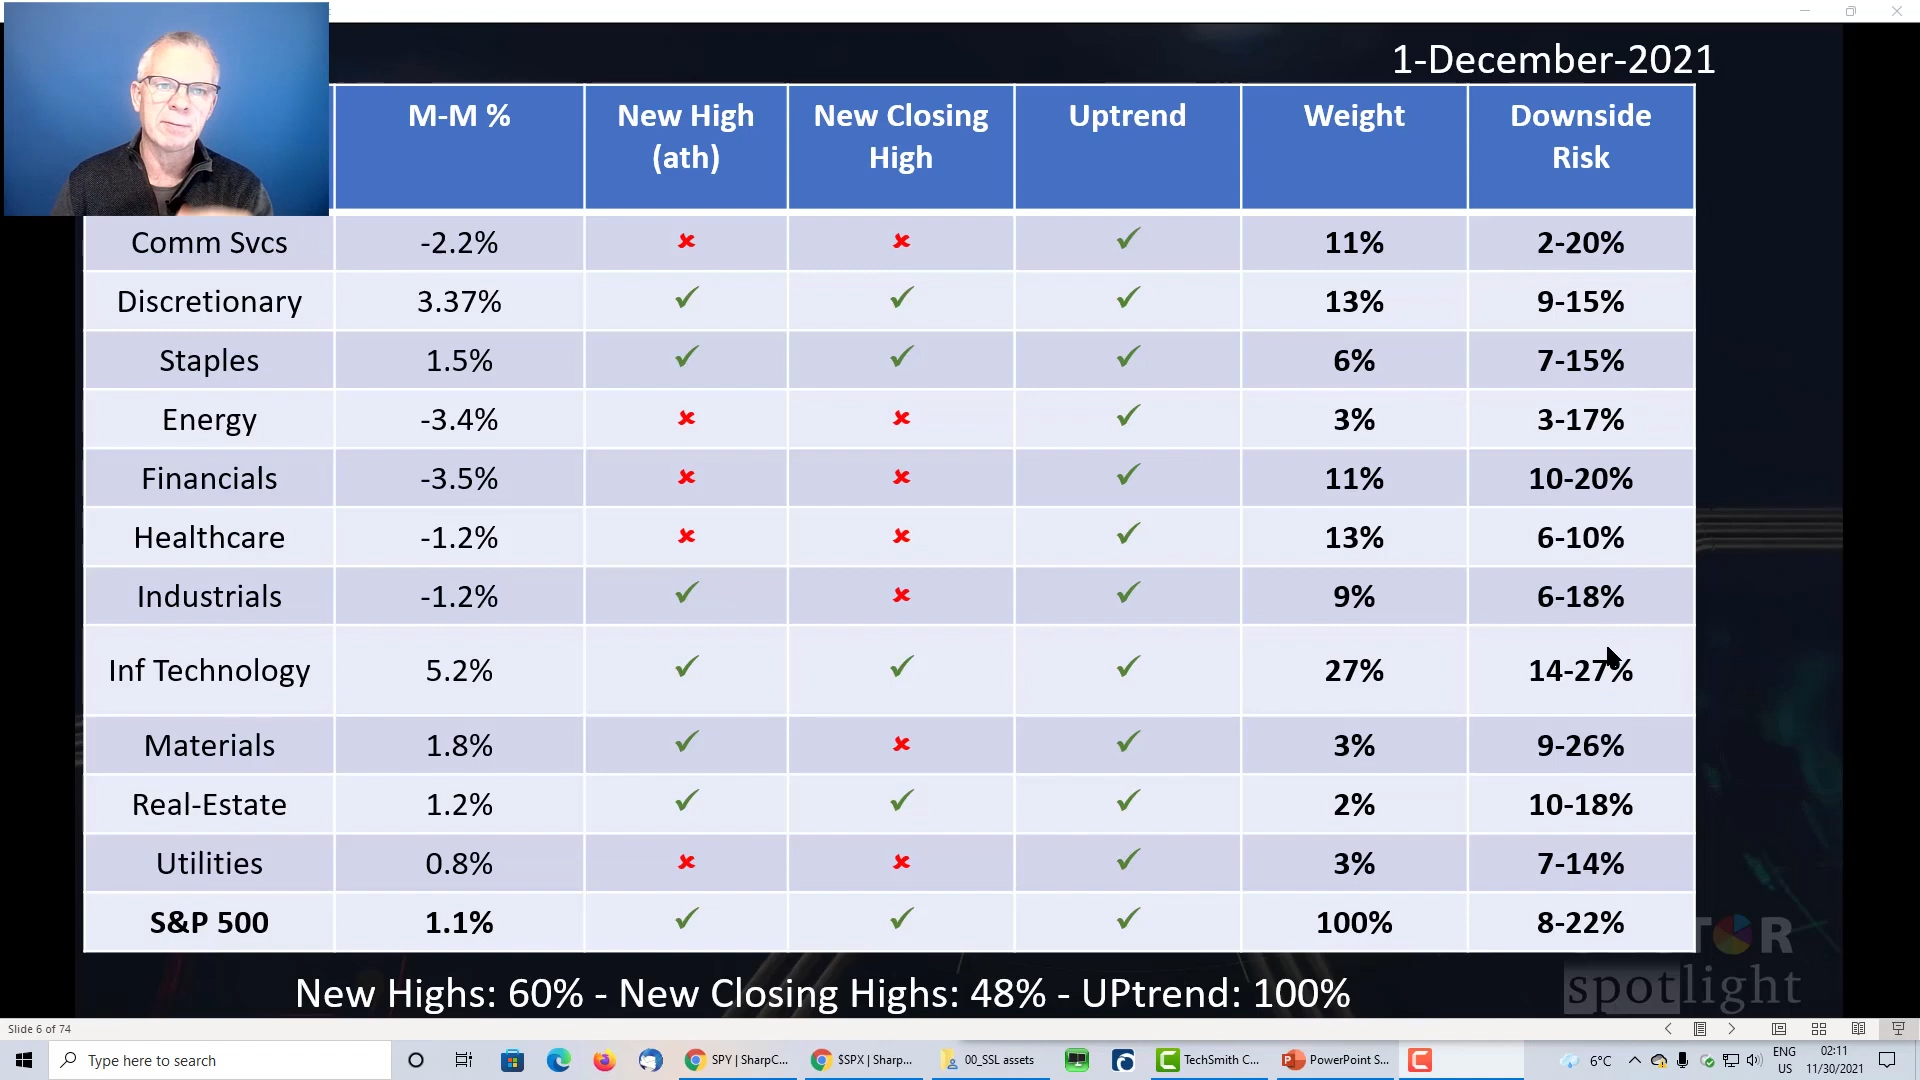 1-December-2021
M-M % New High (ath) New Closing High Uptrend Weight Downside Risk
Comm Svcs -2.2% ✘ ✘ ✓ 11% 2-20%
Discretionary 3.37% ✓ ✓ ✓ 13% 9-15%
Staples 1.5% ✓ ✓ ✓ 6% 7-15%
Energy -3.4% ✘ ✘ ✓ 3% 3-17%
Financials -3.5% ✘ ✘ ✓ 11% 10-20%
Healthcare -1.2% ✘ ✘ ✓ 13% 6-10%
Industrials -1.2% ✓ ✘ ✓ 9% 6-18%
Inf Technology 5.2% ✓ ✓ ✓ 27% 14-27%
Materials 1.8% ✓ ✘ ✓ 3% 9-26%
Real-Estate 1.2% ✓ ✓ ✓ 2% 10-18%
Utilities 0.8% ✘ ✘ ✓ 3% 7-14%
S&P 500 1.1% ✓ ✓ ✓ 100% 8-22%
New Highs: 60% - New Closing Highs: 48% - UPtrend: 100%
spotlight
Slide 6 of 74
Type here to search SPY | SharpC... $SPX | Sharp... 00_SSL assets TechSmith C... PowerPoint S... 6°C ENG US 02:11 11/30/2021